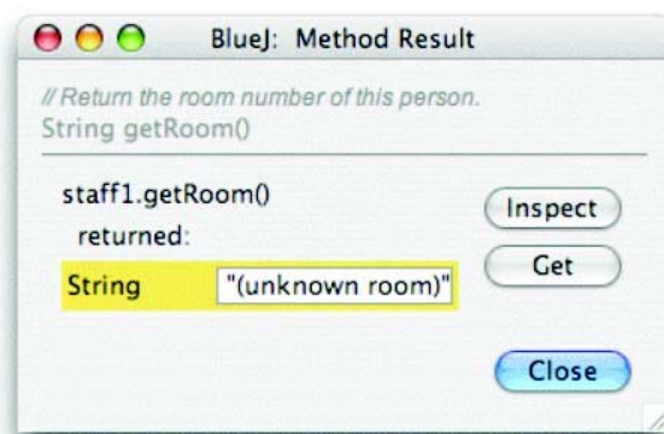 BlueJ: Method Result
// Return the room number of this person.
String getRoom()
staff1.getRoom()
returned:
String "(unknown room)"
Inspect
Get
Close